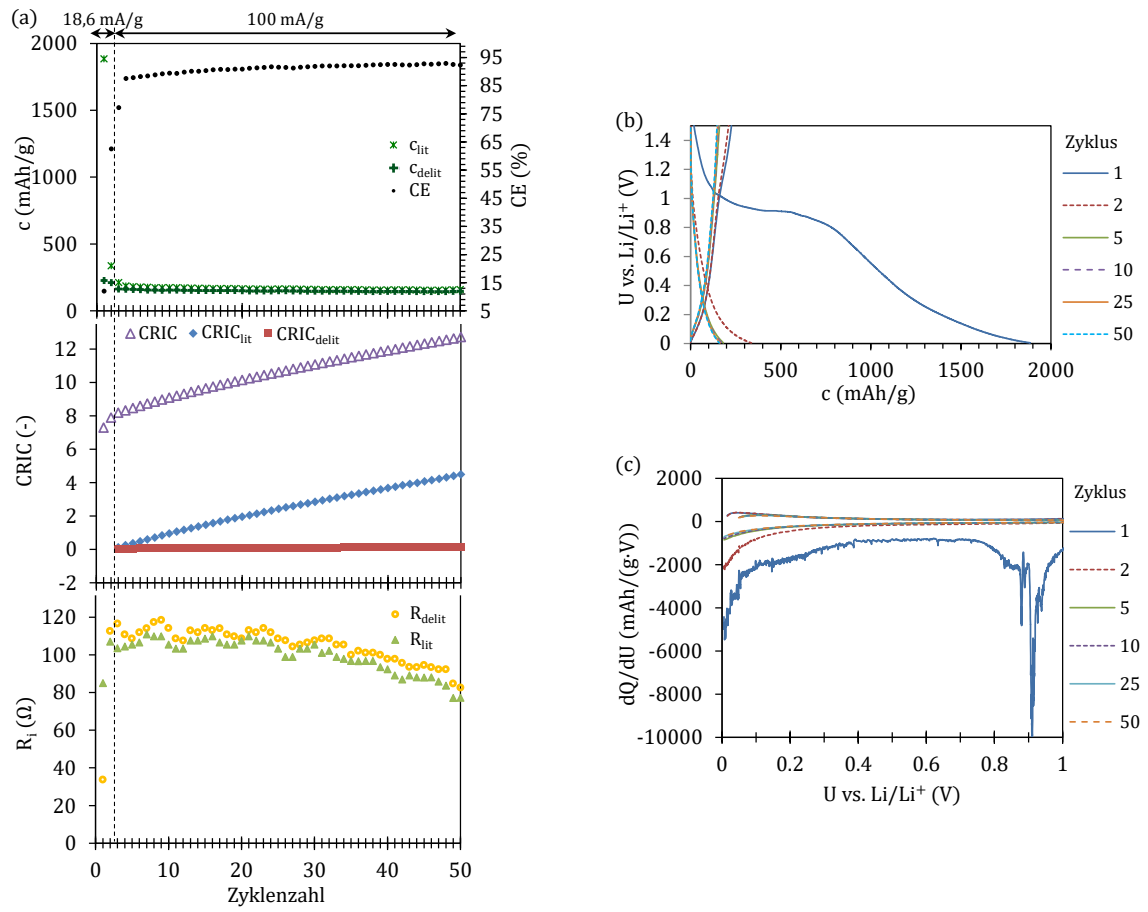 (a)
18,6 mA/g
100 mA/g
2000
1500
1000
500
0
c (mAh/g)
95
85
75
65
55
45
35
25
15
5
CE (%)
c_lit
c_delit
CE
12
10
8
6
4
2
0
-2
CRIC (-)
CRIC
CRIC_lit
CRIC_delit
120
100
80
60
40
20
0
R_i (Ω)
R_delit
R_lit
0 10 20 30 40 50
Zyklenzahl
(b)
1.4
1.2
1
0.8
0.6
0.4
0.2
0
U vs. Li/Li⁺ (V)
0 500 1000 1500 2000
c (mAh/g)
Zyklus
1
2
5
10
25
50
(c)
2000
0
-2000
-4000
-6000
-8000
-10000
dQ/dU (mAh/(g·V))
0 0.2 0.4 0.6 0.8 1
U vs. Li/Li⁺ (V)
Zyklus
1
2
5
10
25
50